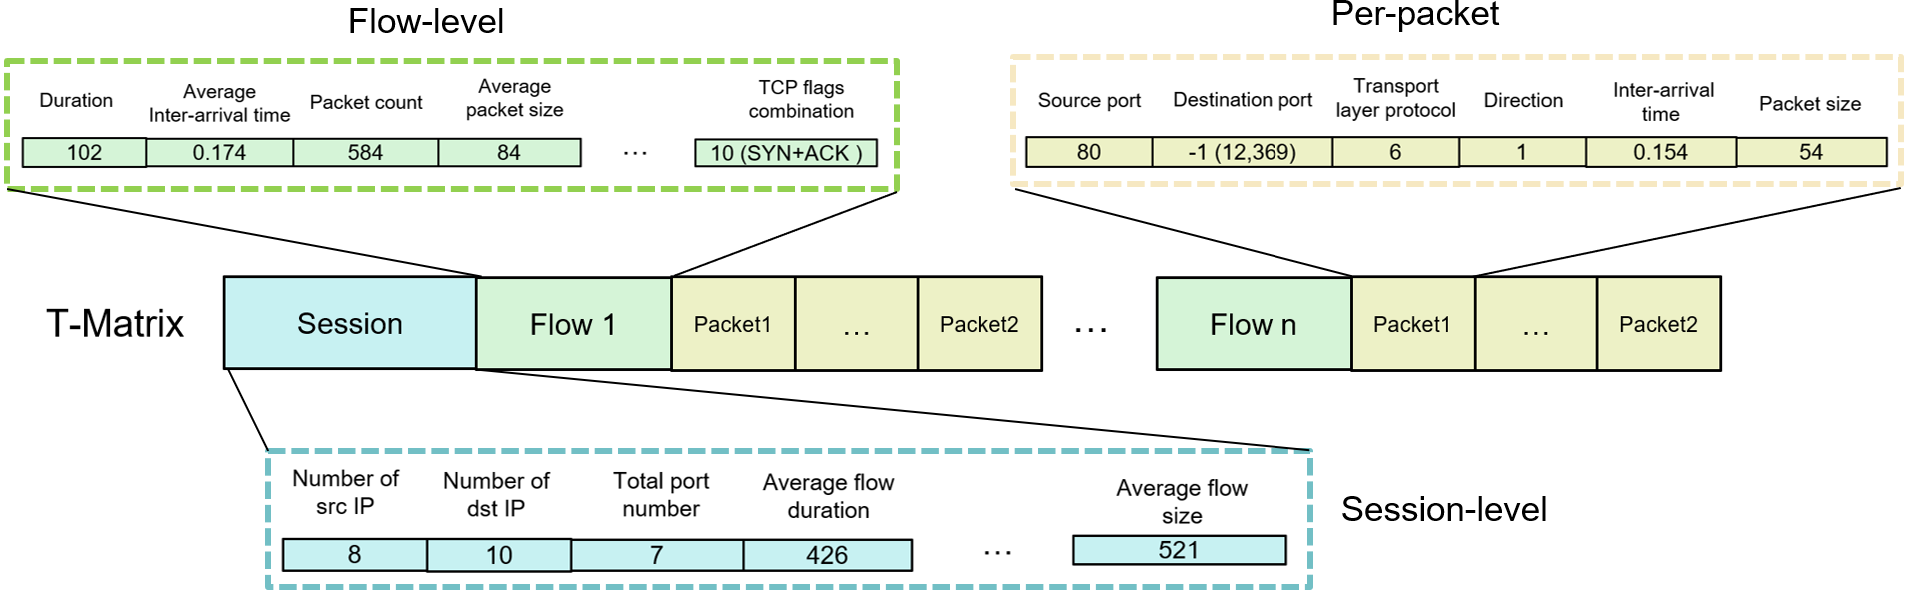 Flow-level
Per-packet
Duration
Average
Inter-arrival time
Packet count
Average
packet size
TCP flags
combination
102
0.174
584
84
...
10 (SYN+ACK )
Source port
Destination port
Transport
layer protocol
Direction
Inter-arrival
time
Packet size
80
-1 (12,369)
6
1
0.154
54
T-Matrix
Session
Flow 1
Packet1
...
Packet2
...
Flow n
Packet1
...
Packet2
Number of
src IP
Number of
dst IP
Total port
number
Average flow
duration
Average flow
size
8
10
7
426
...
521
Session-level